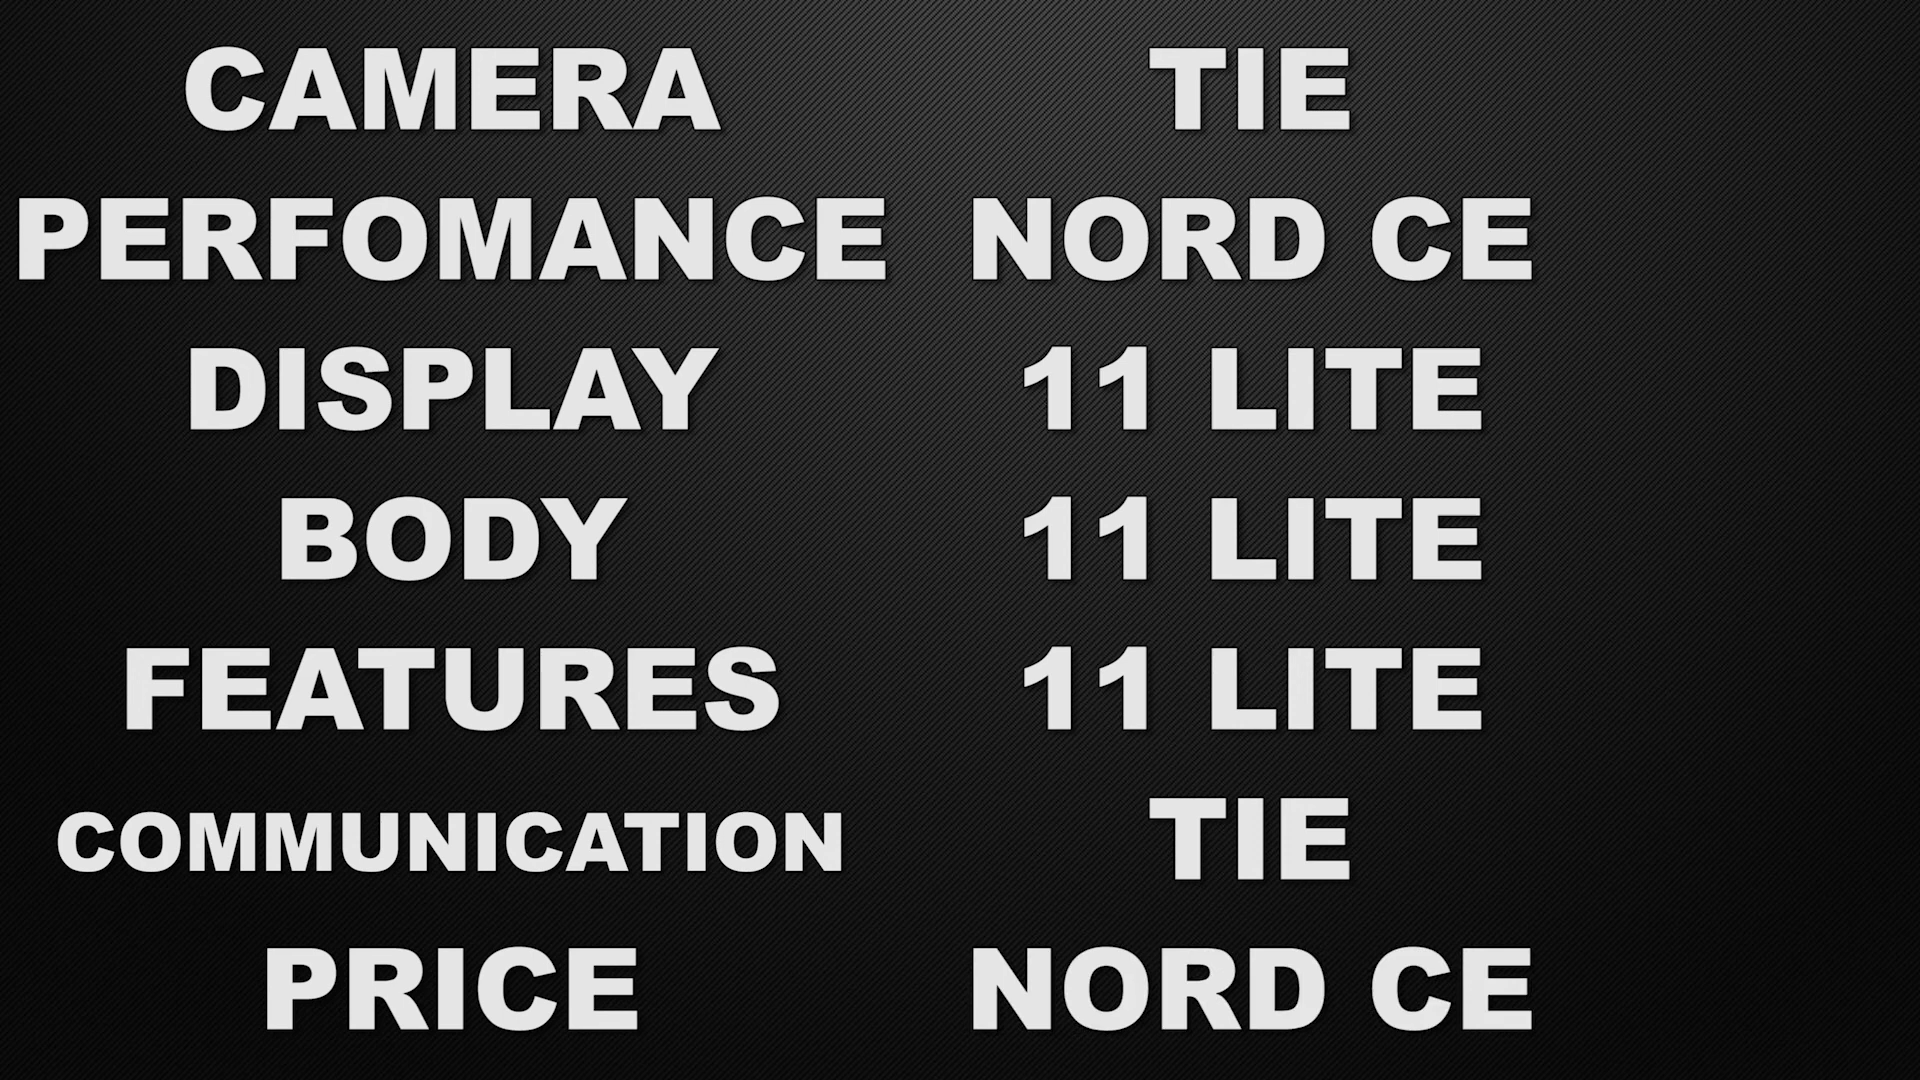 CAMERA TIE
PERFOMANCE NORD CE
DISPLAY 11 LITE
BODY 11 LITE
FEATURES 11 LITE
COMMUNICATION TIE
PRICE NORD CE